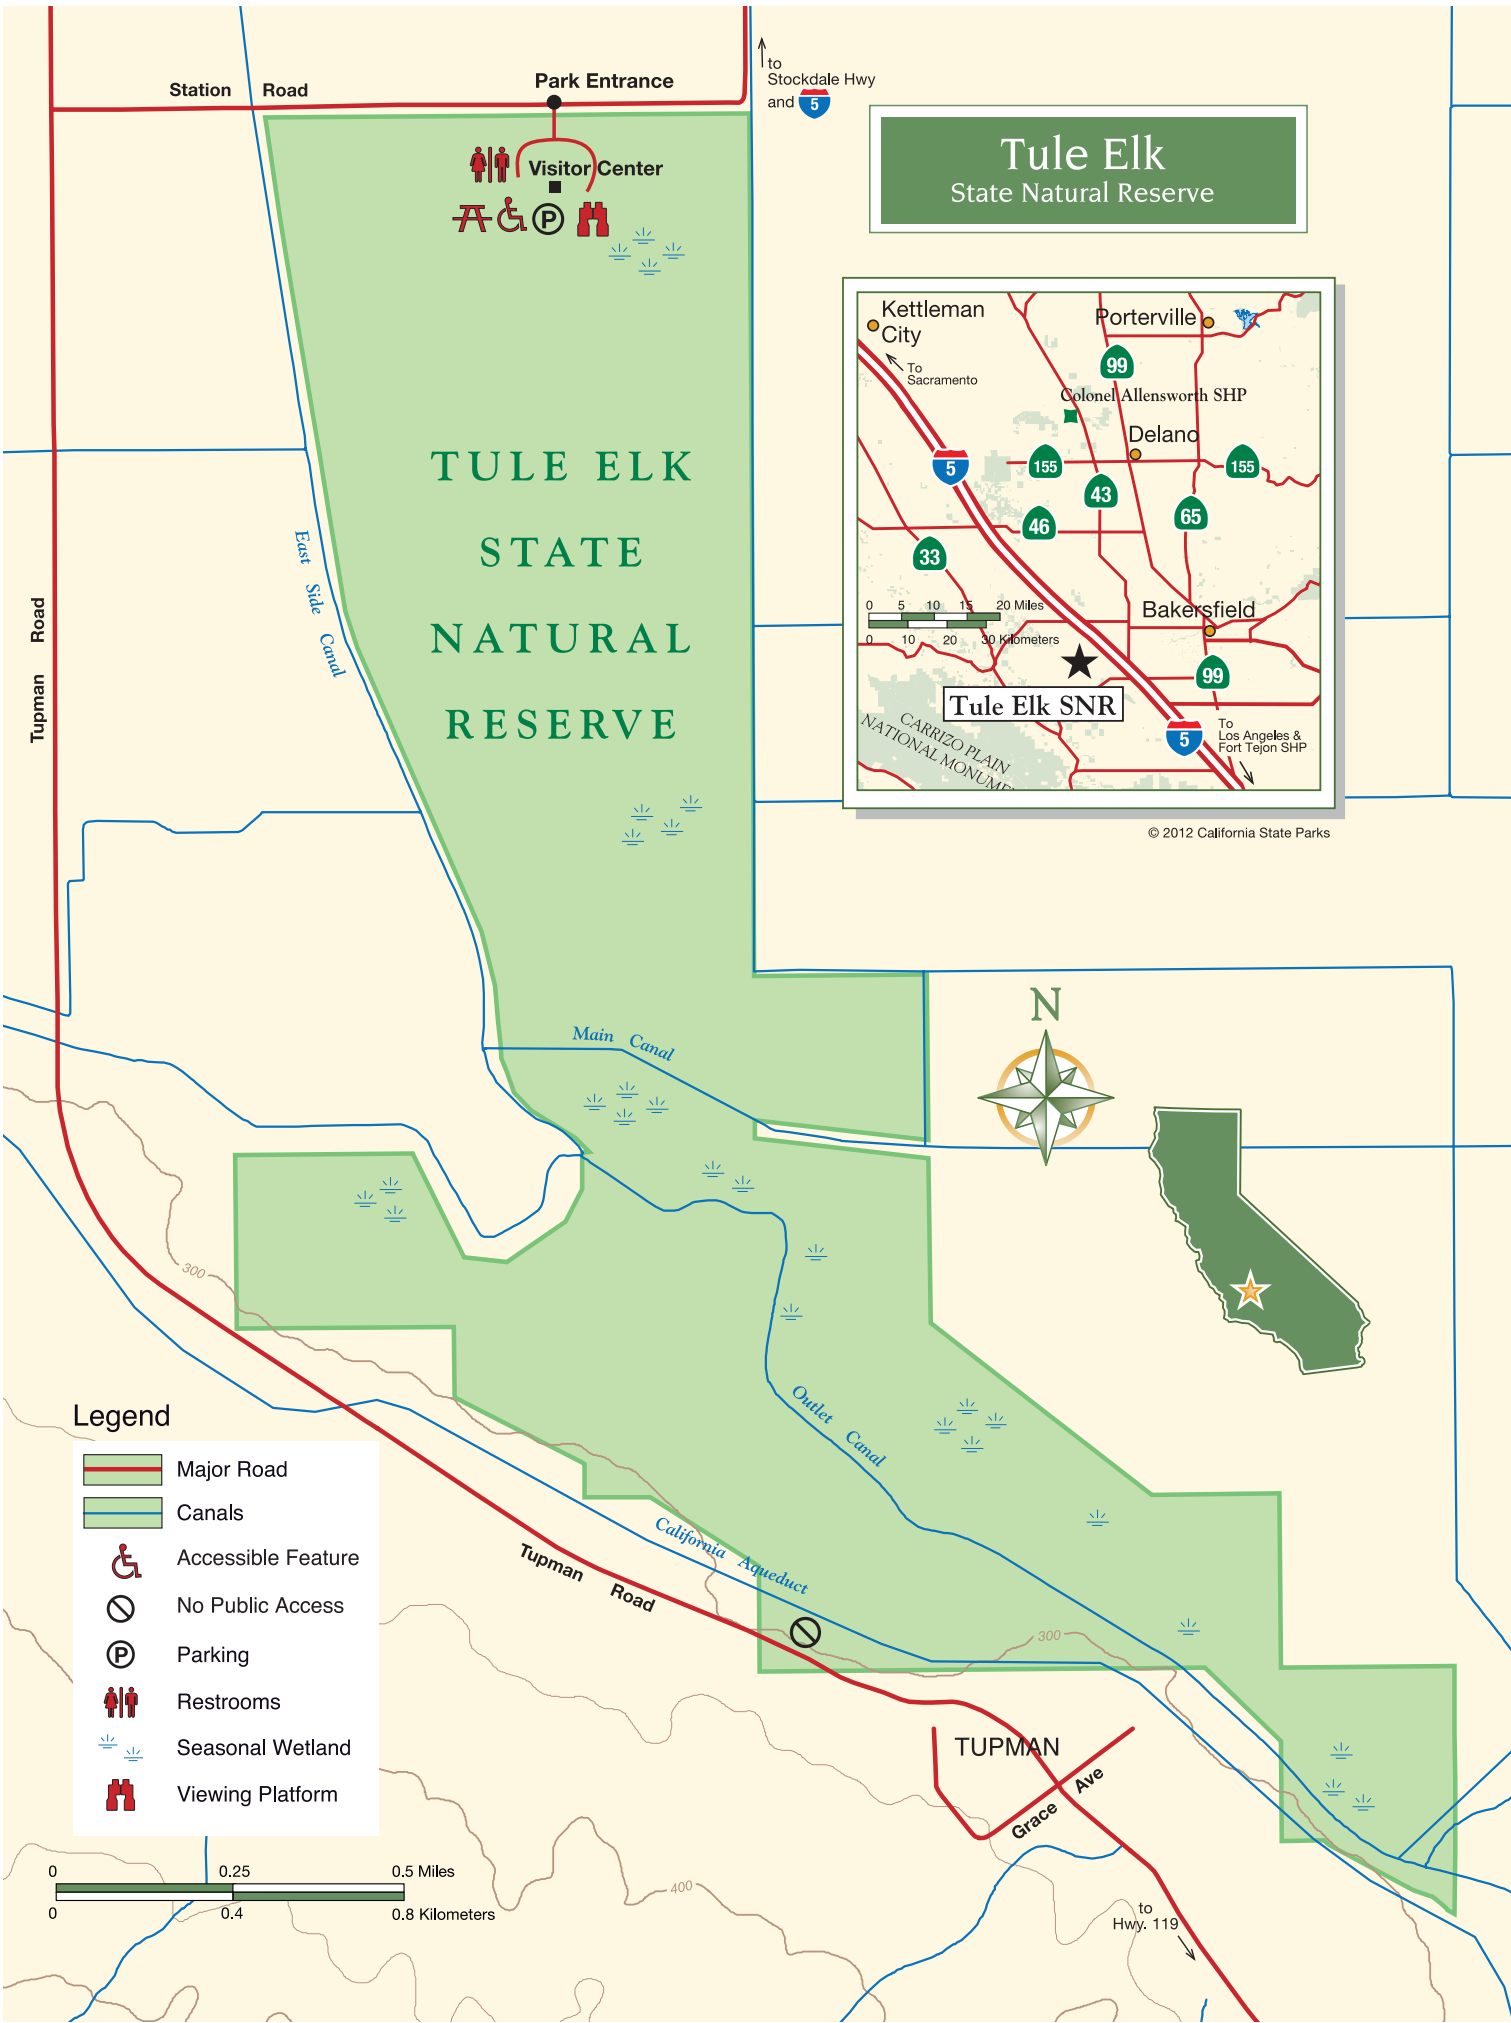 to
Stockdale Hwy
and 5
Station Road
Park Entrance
Visitor Center
P
Tule Elk
State Natural Reserve
TULE ELK
STATE
NATURAL
RESERVE
East Side Canal
Tupman Road
Kettleman
City
Porterville
To
Sacramento
99
Colonel Allensworth SHP
Delano
5
155
155
43
46
65
33
0 5 10 15 20 Miles
0 10 20 30 Kilometers
Bakersfield
99
Tule Elk SNR
CARRIZO PLAIN
NATIONAL MONUME
5
To
Los Angeles &
Fort Tejon SHP
© 2012 California State Parks
Main Canal
N
300
Outlet Canal
California Aqueduct
Tupman Road
300
TUPMAN
Grace Ave
400
to
Hwy. 119
Legend
Major Road
Canals
Accessible Feature
No Public Access
P Parking
Restrooms
Seasonal Wetland
Viewing Platform
0 0.25 0.5 Miles
0 0.4 0.8 Kilometers